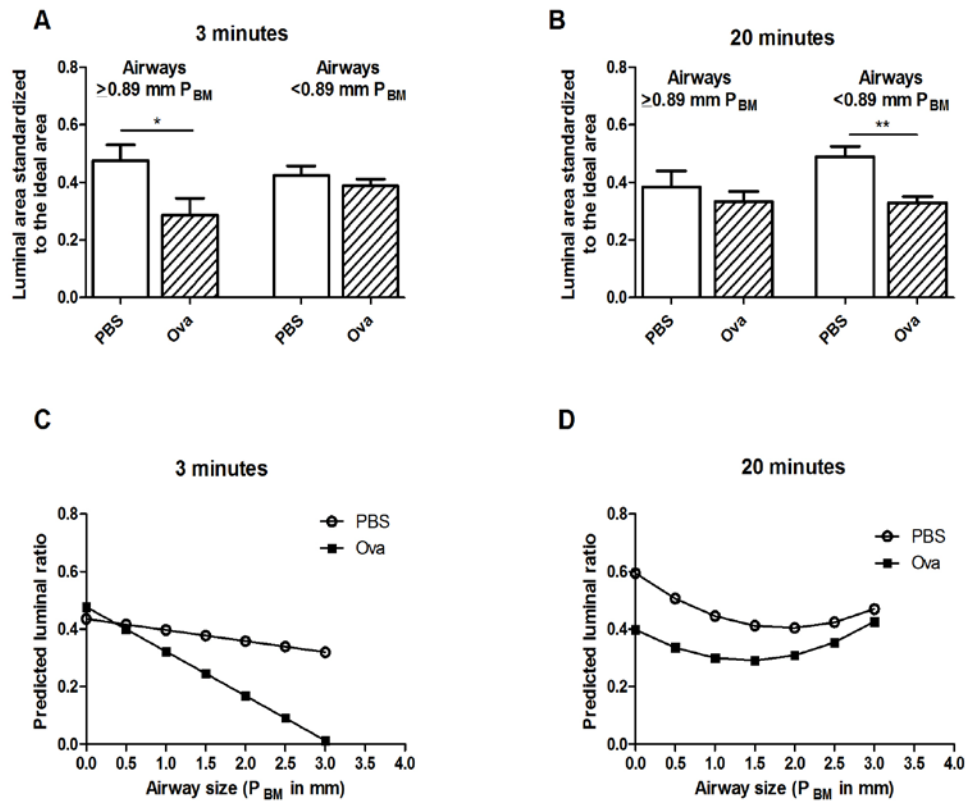 A
3 minutes
Luminal area standardized
to the ideal area
0.8
0.6
0.4
0.2
0.0
Airways
≥0.89 mm P_BM
*
Airways
<0.89 mm P_BM
PBS
Ova
PBS
Ova
B
20 minutes
Luminal area standardized
to the ideal area
0.8
0.6
0.4
0.2
0.0
Airways
≥0.89 mm P_BM
Airways
<0.89 mm P_BM
**
PBS
Ova
PBS
Ova
C
3 minutes
Predicted luminal ratio
0.8
0.6
0.4
0.2
0.0
PBS
Ova
0.0 0.5 1.0 1.5 2.0 2.5 3.0 3.5 4.0
Airway size (P_BM in mm)
D
20 minutes
Predicted luminal ratio
0.8
0.6
0.4
0.2
0.0
PBS
Ova
0.0 0.5 1.0 1.5 2.0 2.5 3.0 3.5 4.0
Airway size (P_BM in mm)